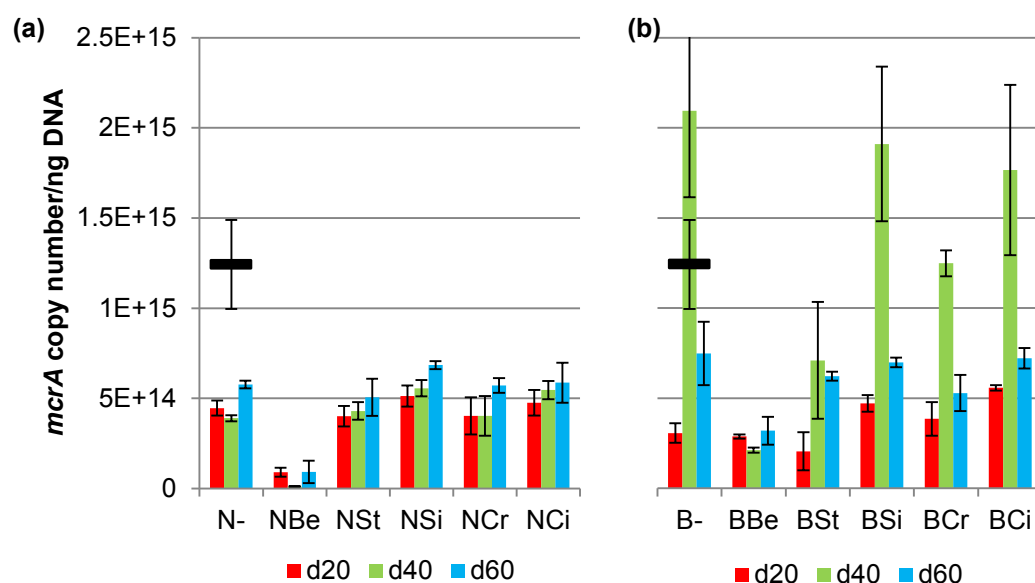 (a)
(b)
mcrA copy number/ng DNA
2.5E+15
2E+15
1.5E+15
1E+15
5E+14
0
N- NBe NSt NSi NCr NCi
B- BBe BSt BSi BCr BCi
d20 d40 d60
d20 d40 d60